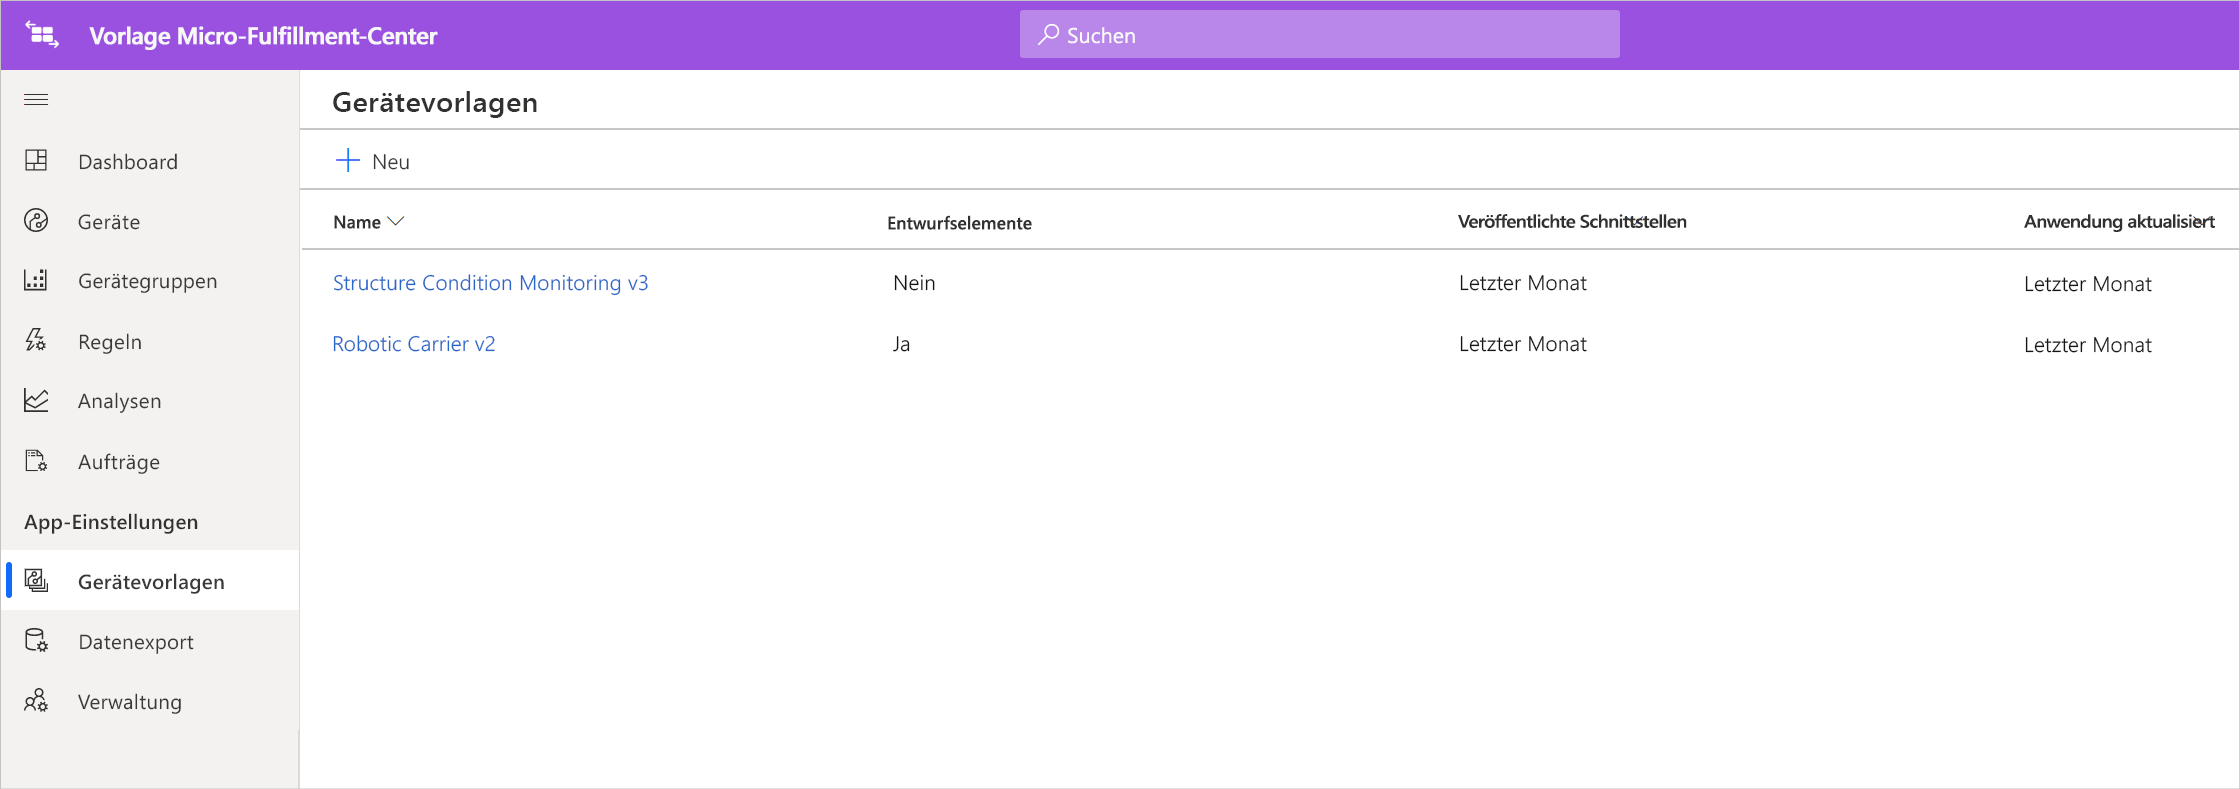 Vorlage Micro-Fulfillment-Center
Suchen
Gerätevorlagen
Neu
Dashboard
Geräte
Gerätegruppen
Regeln
Analysen
Aufträge
App-Einstellungen
Gerätevorlagen
Datenexport
Verwaltung
Name Entwurfselemente Veröffentlichte Schnittstellen Anwendung aktualisiert
Structure Condition Monitoring v3 Nein Letzter Monat Letzter Monat
Robotic Carrier v2 Ja Letzter Monat Letzter Monat